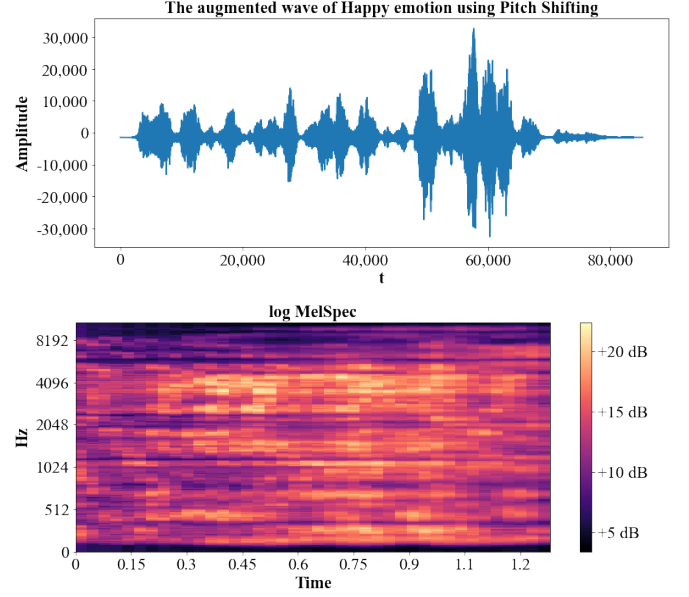 The augmented wave of Happy emotion using Pitch Shifting
30,000
20,000
10,000
0
-10,000
-20,000
-30,000
Amplitude
0 20,000 40,000 60,000 80,000
t
log MelSpec
8192
4096
2048
1024
512
0
Hz
0 0.15 0.3 0.45 0.6 0.75 0.9 1.1 1.2
Time
+20 dB
+15 dB
+10 dB
+5 dB